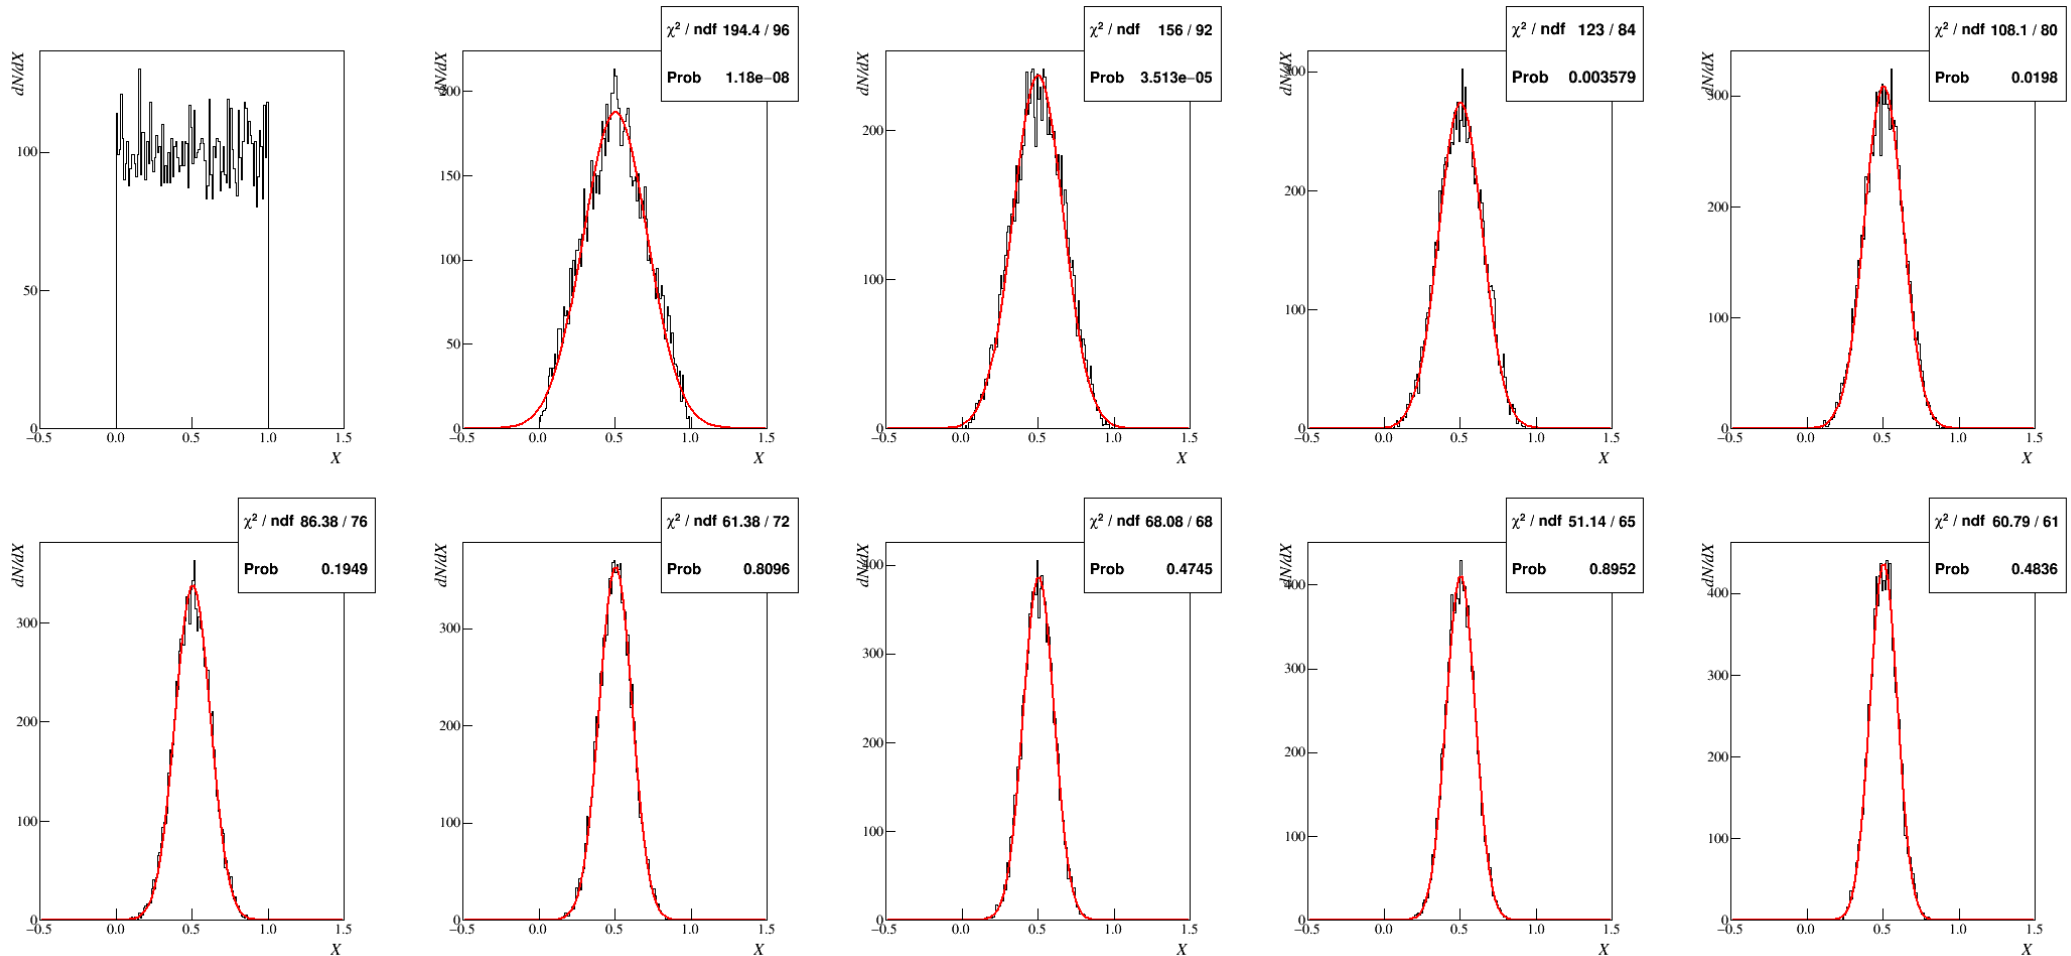 dN/dX
100
50
0
−0.5 0.0 0.5 1.0 1.5
X
χ² / ndf 194.4 / 96
Prob 1.18e−08
dN/dX
200
150
100
50
0
−0.5 0.0 0.5 1.0 1.5
X
χ² / ndf 156 / 92
Prob 3.513e−05
dN/dX
200
100
0
−0.5 0.0 0.5 1.0 1.5
X
χ² / ndf 123 / 84
Prob 0.003579
dN/dX
300
200
100
0
−0.5 0.0 0.5 1.0 1.5
X
χ² / ndf 108.1 / 80
Prob 0.0198
dN/dX
300
200
100
0
−0.5 0.0 0.5 1.0 1.5
X
χ² / ndf 86.38 / 76
Prob 0.1949
dN/dX
300
200
100
0
−0.5 0.0 0.5 1.0 1.5
X
χ² / ndf 61.38 / 72
Prob 0.8096
dN/dX
300
200
100
0
−0.5 0.0 0.5 1.0 1.5
X
χ² / ndf 68.08 / 68
Prob 0.4745
dN/dX
400
300
200
100
0
−0.5 0.0 0.5 1.0 1.5
X
χ² / ndf 51.14 / 65
Prob 0.8952
dN/dX
400
300
200
100
0
−0.5 0.0 0.5 1.0 1.5
X
χ² / ndf 60.79 / 61
Prob 0.4836
dN/dX
400
300
200
100
0
−0.5 0.0 0.5 1.0 1.5
X